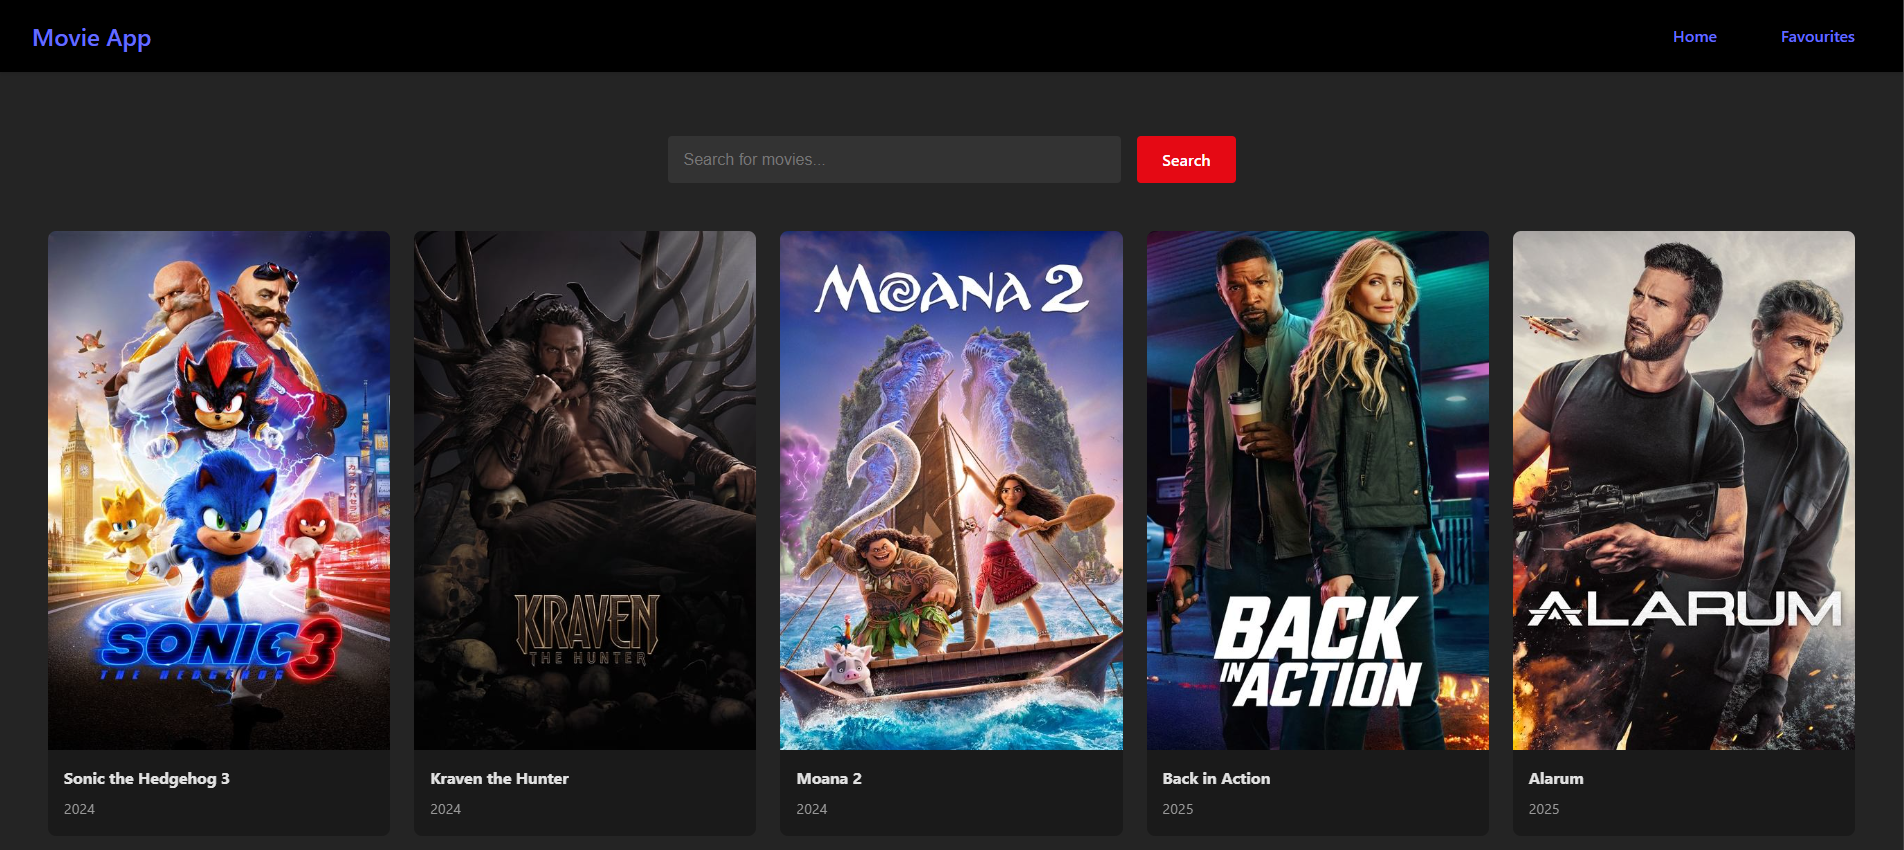 Movie App
Home
Favourites
Search for movies...
Search
SONIC 3
THE HEDGEHOG
KRAVEN
THE HUNTER
MOANA 2
BACK
IN ACTION
ALARUM
Sonic the Hedgehog 3
2024
Kraven the Hunter
2024
Moana 2
2024
Back in Action
2025
Alarum
2025